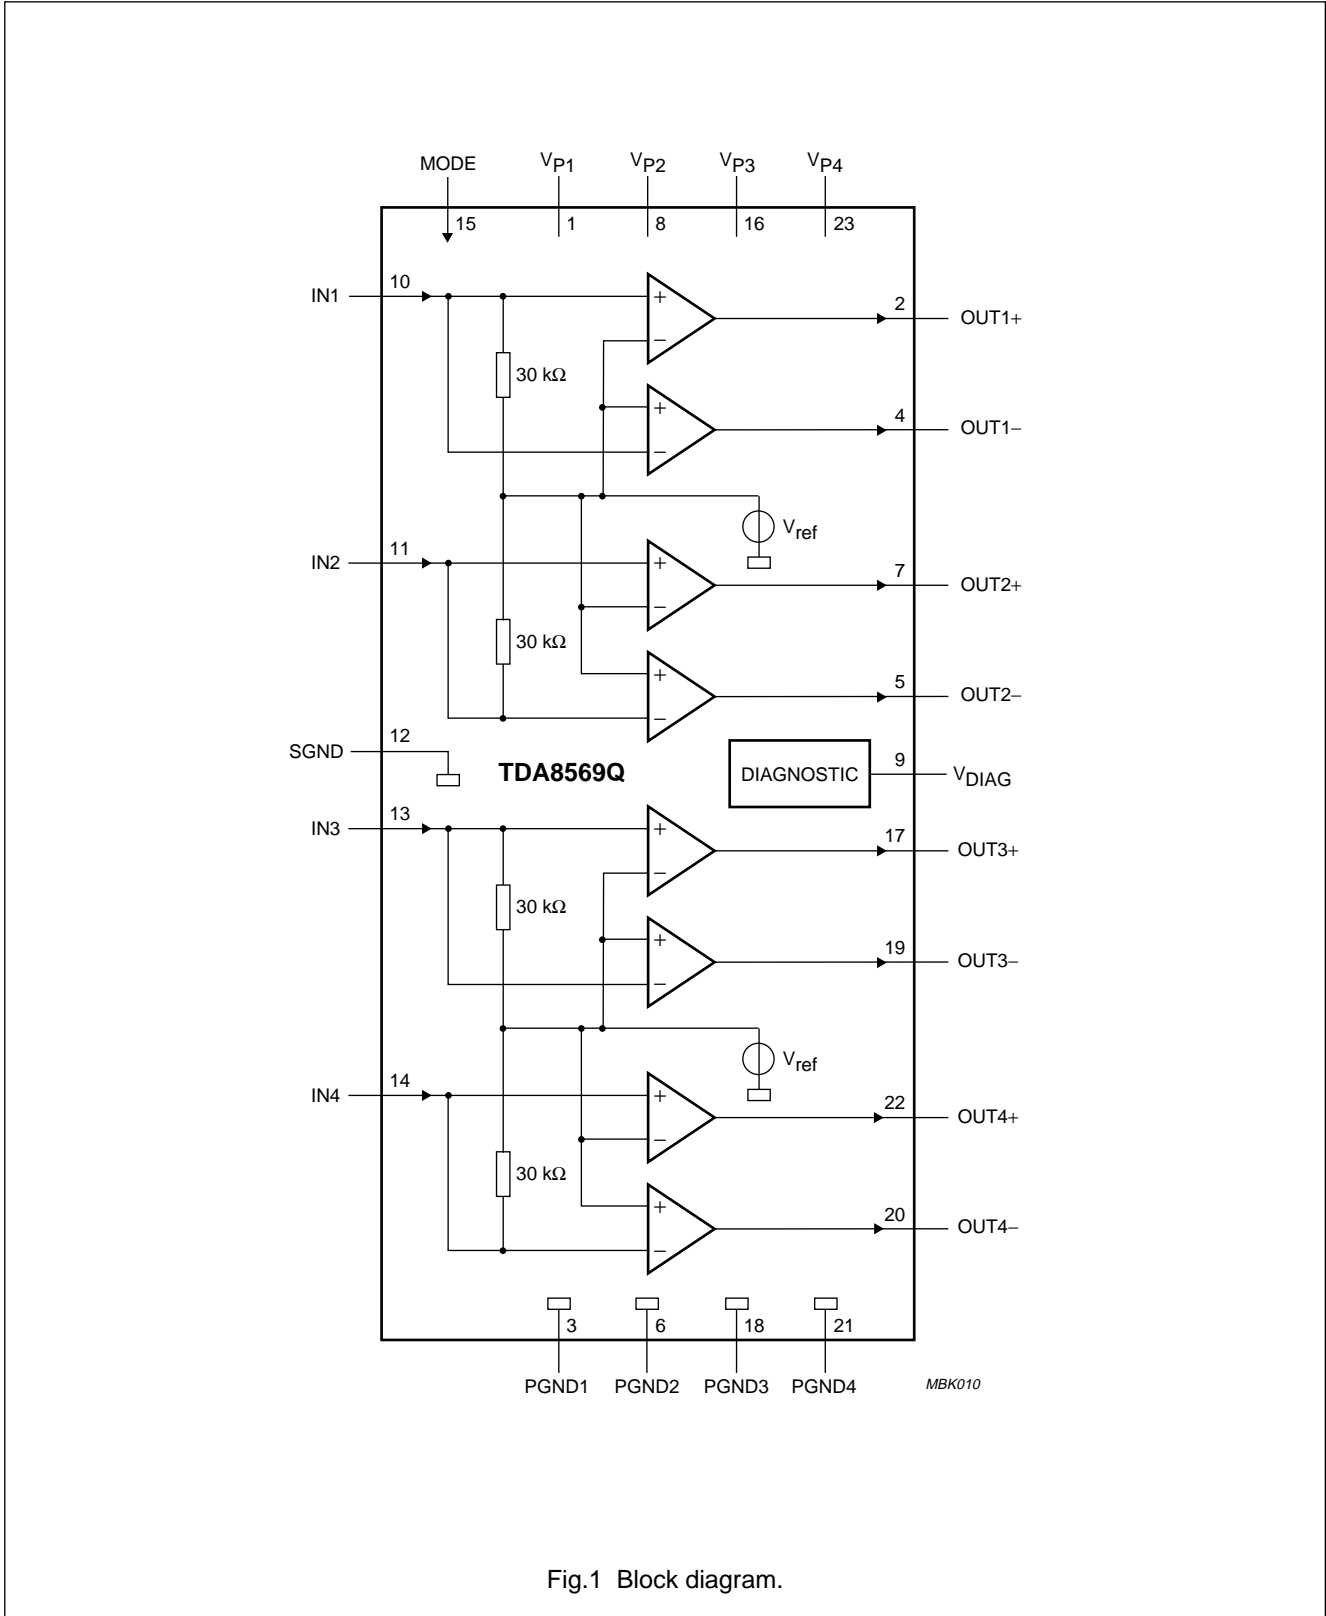 MODE VP1 VP2 VP3 VP4
15 1 8 16 23
IN1 10 + 2 OUT1+
−
30 kΩ
+ 4 OUT1−
−
Vref
IN2 11 + 7 OUT2+
−
30 kΩ
+ 5 OUT2−
−
SGND 12
TDA8569Q DIAGNOSTIC 9 VDIAG
IN3 13 + 17 OUT3+
−
30 kΩ
+ 19 OUT3−
−
Vref
IN4 14 + 22 OUT4+
−
30 kΩ
+ 20 OUT4−
−
3 6 18 21
PGND1 PGND2 PGND3 PGND4 MBK010
Fig.1 Block diagram.